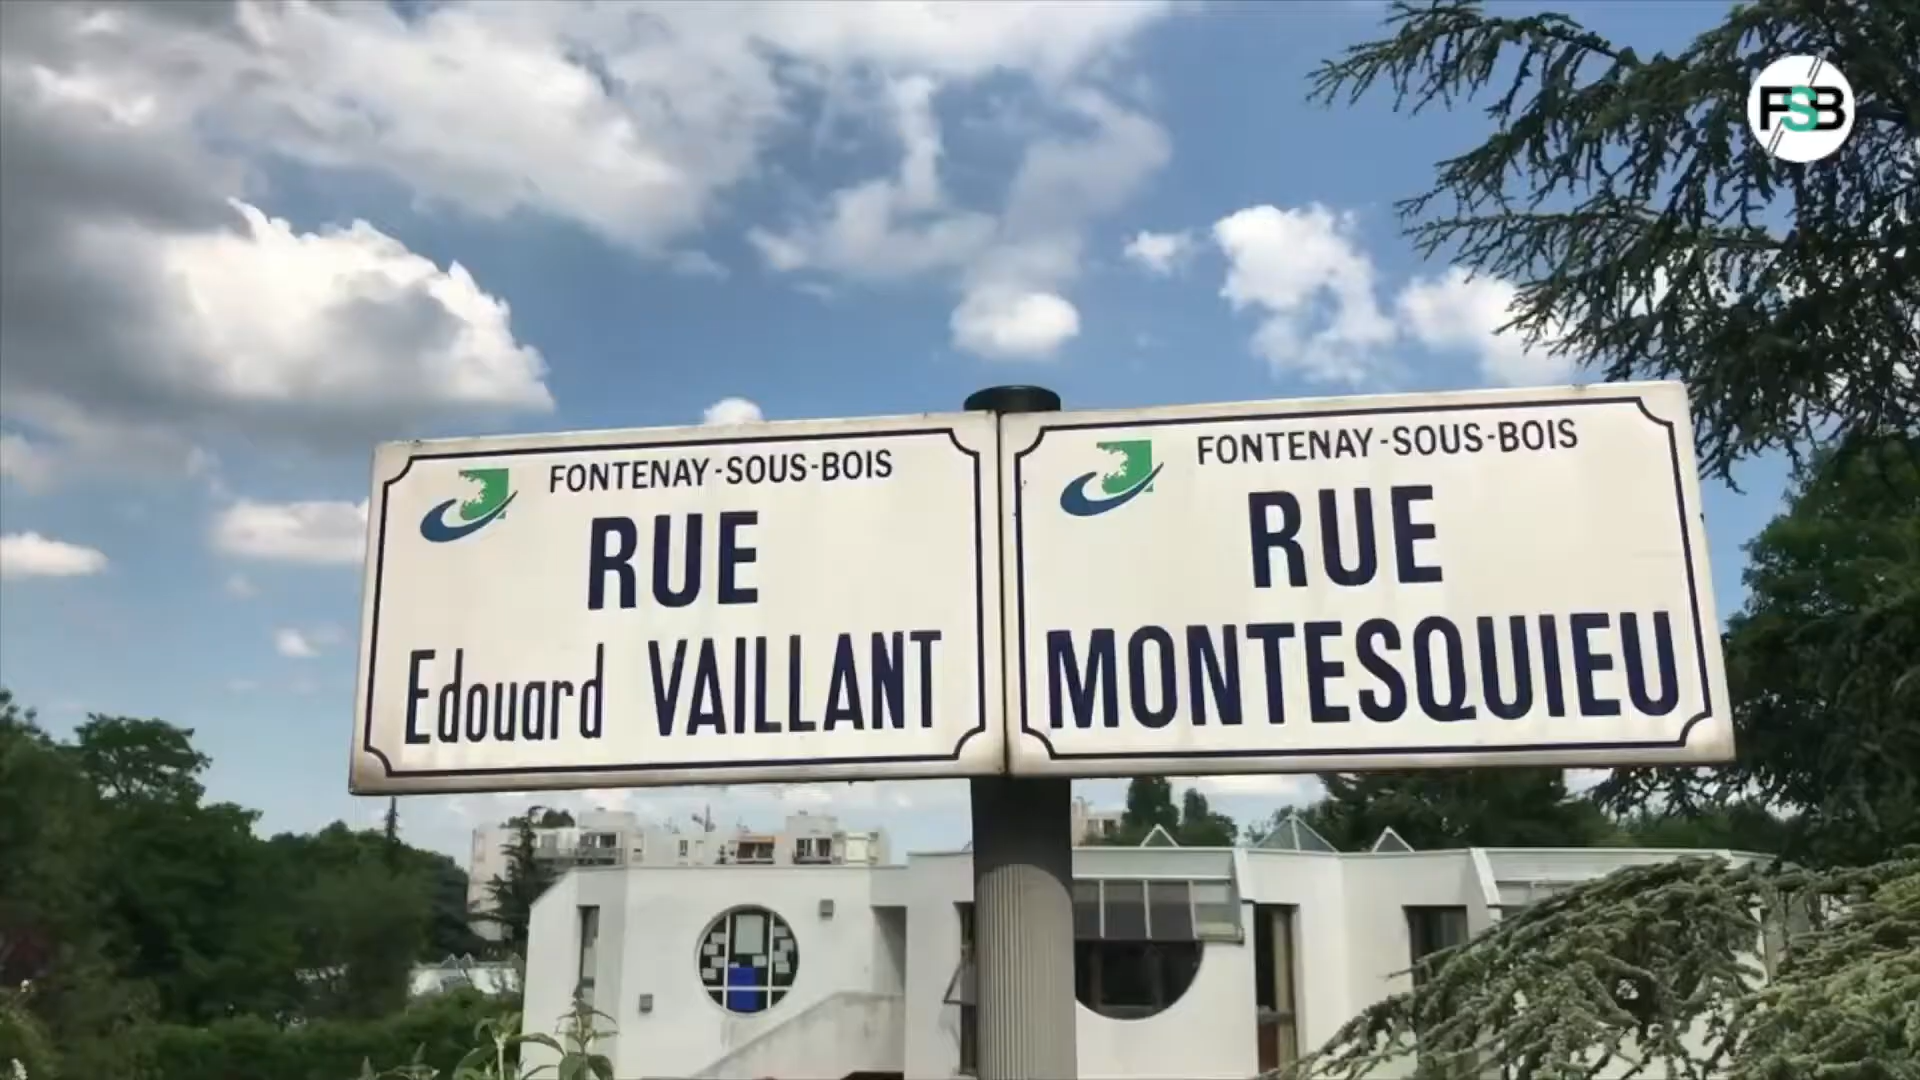 FSB
FONTENAY-SOUS-BOIS
RUE
Edouard VAILLANT
FONTENAY-SOUS-BOIS
RUE
MONTESQUIEU